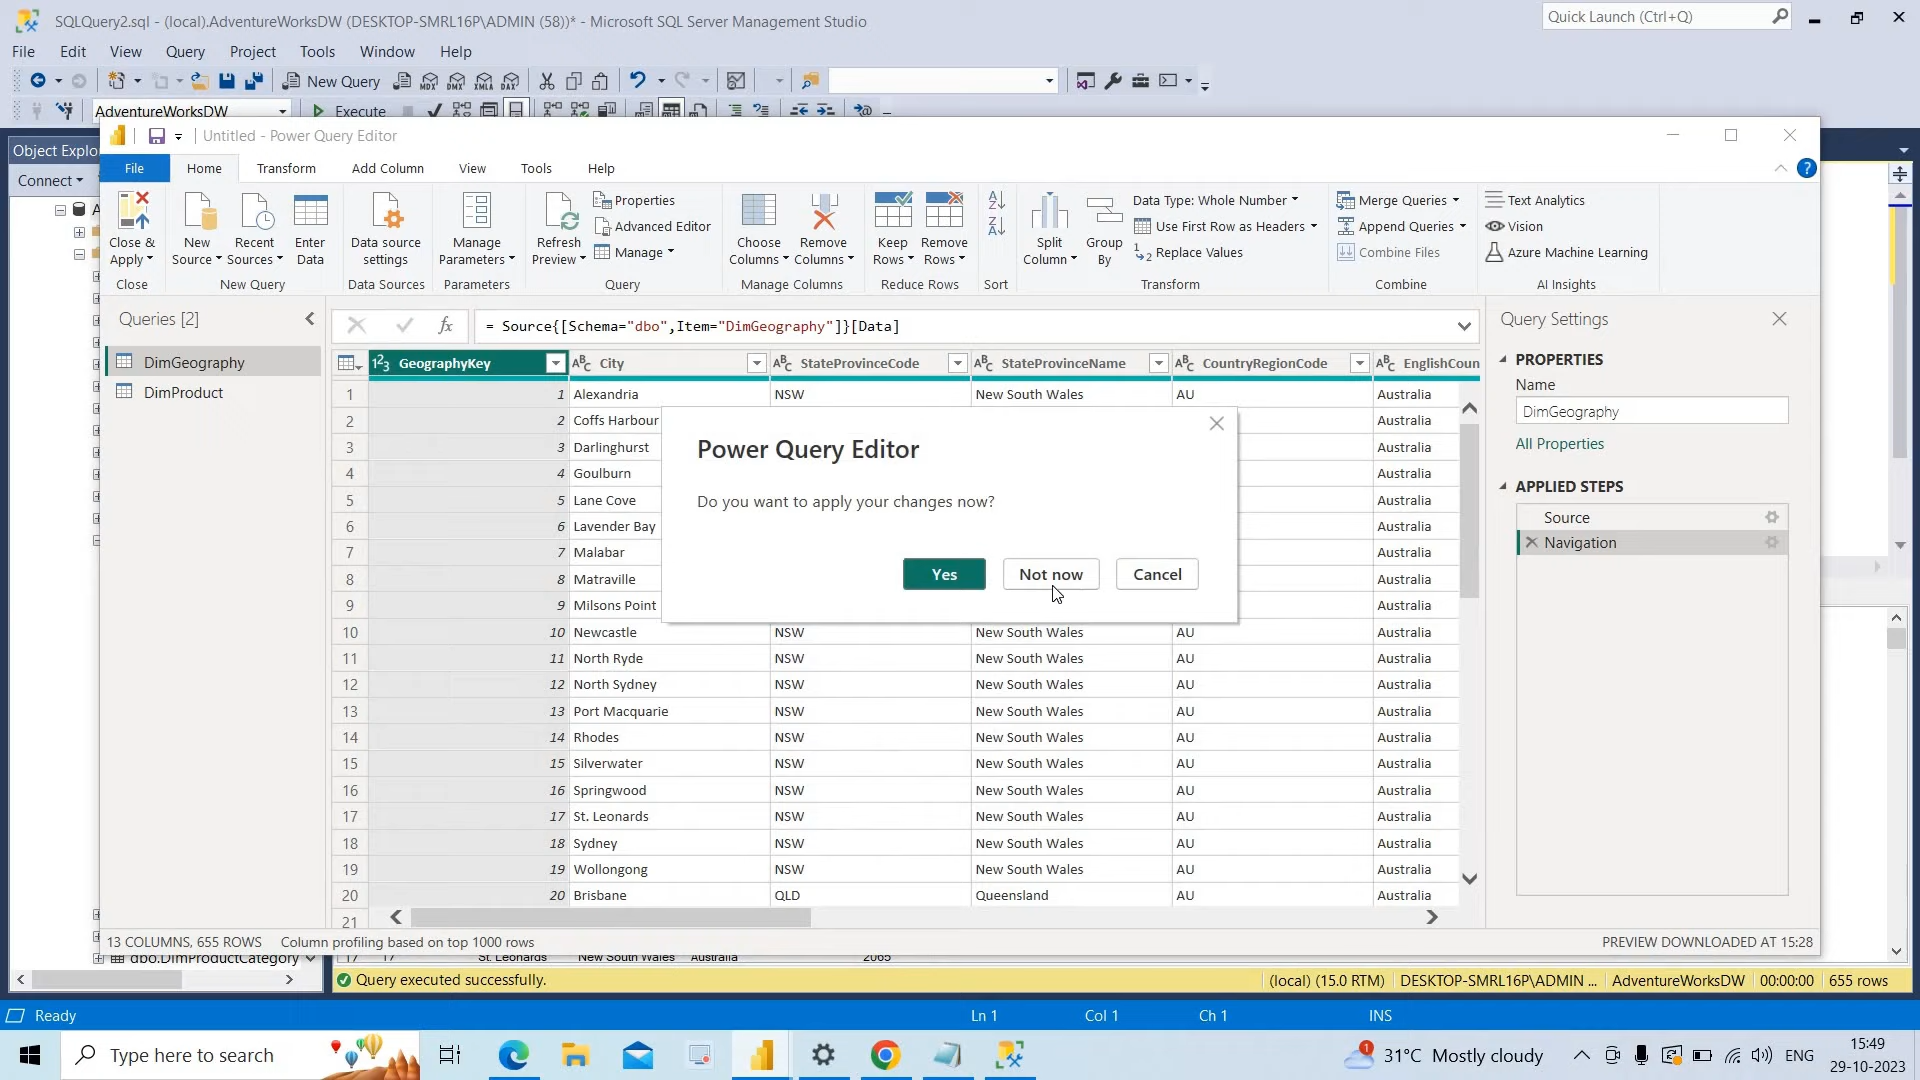 SQLQuery2.sql - (local).AdventureWorksDW (DESKTOP-SMRL16P\ADMIN (58))* - Microsoft SQL Server Management Studio
Quick Launch (Ctrl+Q)
File Edit View Query Project Tools Window Help
New Query MDX DMX XMLA DAX
AdventureWorksDW Execute
Object Explo
Connect
Untitled - Power Query Editor
File Home Transform Add Column View Tools Help
Close & Apply
Close
New Source
Recent Sources
Enter Data
New Query
Data source settings
Data Sources
Manage Parameters
Parameters
Refresh Preview
Properties
Advanced Editor
Manage
Query
Choose Columns
Remove Columns
Manage Columns
Keep Rows
Remove Rows
Reduce Rows
Sort
Split Column
Group By
Data Type: Whole Number
Use First Row as Headers
Replace Values
Transform
Merge Queries
Append Queries
Combine Files
Combine
Text Analytics
Vision
Azure Machine Learning
AI Insights
Queries [2]
DimGeography
DimProduct
= Source{[Schema="dbo",Item="DimGeography"]}[Data]
GeographyKey City StateProvinceCode StateProvinceName CountryRegionCode EnglishCoun
1 1 Alexandria NSW New South Wales AU Australia
2 2 Coffs Harbour Australia
3 3 Darlinghurst Australia
4 4 Goulburn Australia
5 5 Lane Cove Australia
6 6 Lavender Bay Australia
7 7 Malabar Australia
8 8 Matraville Australia
9 9 Milsons Point Australia
10 10 Newcastle NSW New South Wales AU Australia
11 11 North Ryde NSW New South Wales AU Australia
12 12 North Sydney NSW New South Wales AU Australia
13 13 Port Macquarie NSW New South Wales AU Australia
14 14 Rhodes NSW New South Wales AU Australia
15 15 Silverwater NSW New South Wales AU Australia
16 16 Springwood NSW New South Wales AU Australia
17 17 St. Leonards NSW New South Wales AU Australia
18 18 Sydney NSW New South Wales AU Australia
19 19 Wollongong NSW New South Wales AU Australia
20 20 Brisbane QLD Queensland AU Australia
21
Power Query Editor
Do you want to apply your changes now?
Yes Not now Cancel
Query Settings
PROPERTIES
Name
DimGeography
All Properties
APPLIED STEPS
Source
Navigation
13 COLUMNS, 655 ROWS Column profiling based on top 1000 rows
PREVIEW DOWNLOADED AT 15:28
dbo.DimProductCategory
17 17 St. Leonards New South Wales Australia 2065
Query executed successfully.
(local) (15.0 RTM) DESKTOP-SMRL16P\ADMIN ... AdventureWorksDW 00:00:00 655 rows
Ready Ln 1 Col 1 Ch 1 INS
Type here to search
1 31°C Mostly cloudy ENG
15:49
29-10-2023